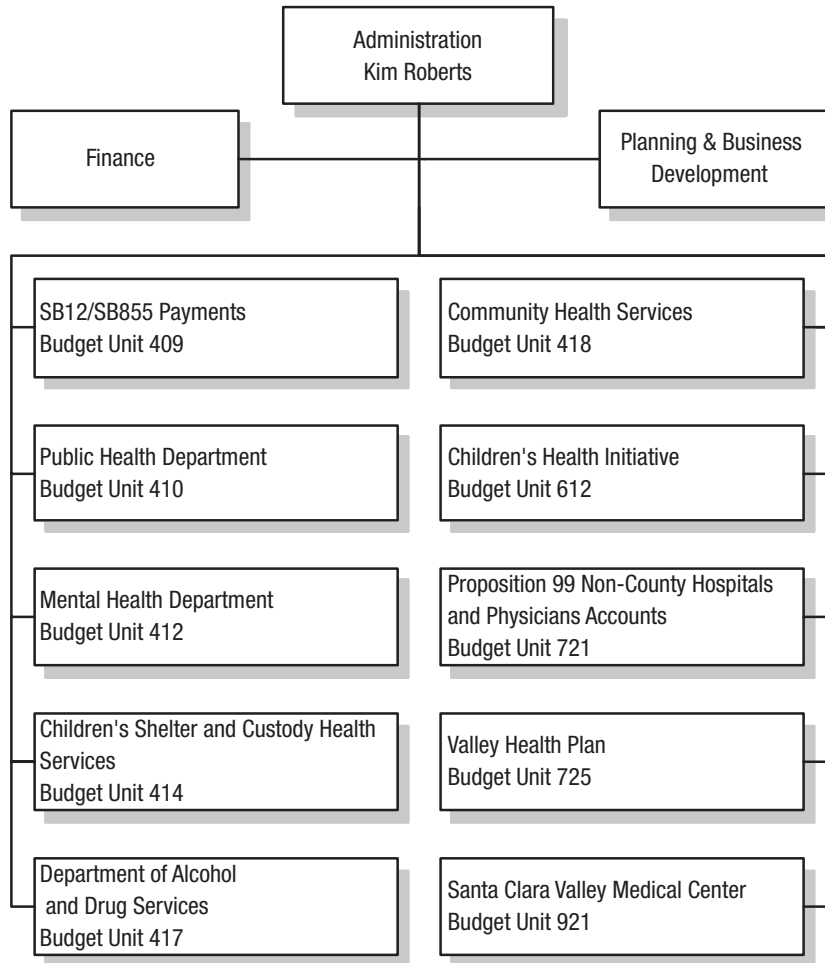 Administration
Kim Roberts
Finance
Planning & Business
Development
SB12/SB855 Payments
Budget Unit 409
Public Health Department
Budget Unit 410
Mental Health Department
Budget Unit 412
Children's Shelter and Custody Health
Services
Budget Unit 414
Department of Alcohol
and Drug Services
Budget Unit 417
Community Health Services
Budget Unit 418
Children's Health Initiative
Budget Unit 612
Proposition 99 Non-County Hospitals
and Physicians Accounts
Budget Unit 721
Valley Health Plan
Budget Unit 725
Santa Clara Valley Medical Center
Budget Unit 921